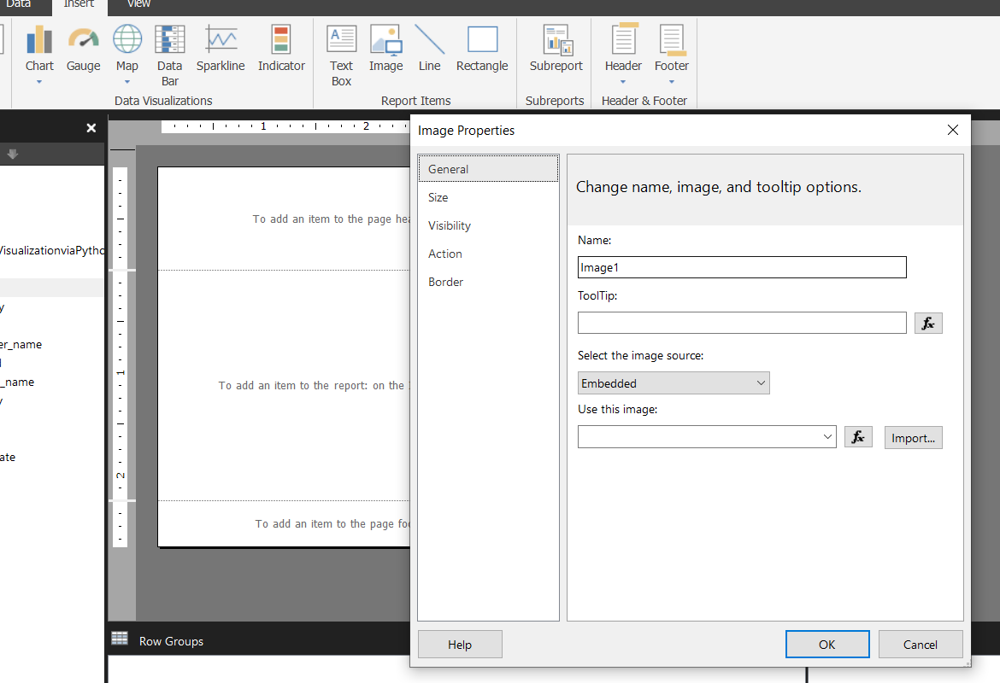 Data Insert View
Chart Gauge Map Data Bar Sparkline Indicator Text Box Image Line Rectangle Subreport Header Footer
Data Visualizations Report Items Subreports Header & Footer
1 2
Image Properties
General
Size
Visibility
Action
Border
Change name, image, and tooltip options.
Name:
Image1
ToolTip:
fx
Select the image source:
Embedded
Use this image:
fx Import...
Help OK Cancel
To add an item to the page hea
To add an item to the report: on the
To add an item to the page foo
1
2
VisualizationviaPytho
y
er_name
_name
y
ate
Row Groups